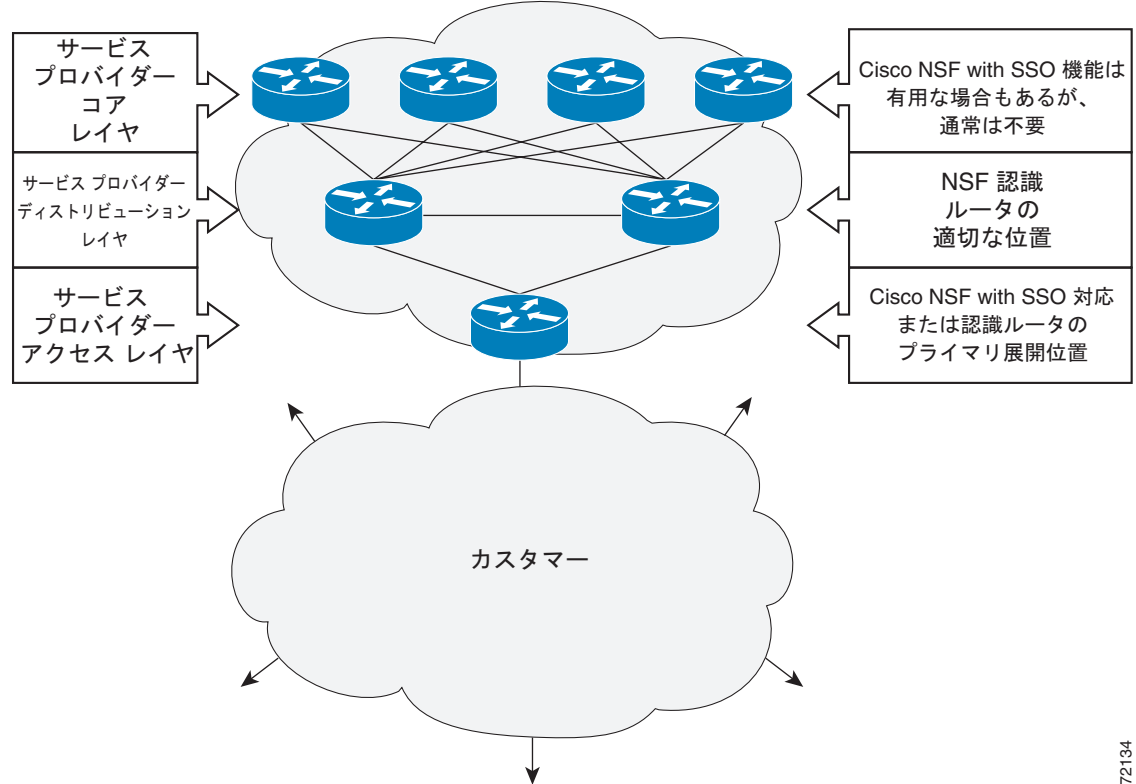 サービス
プロバイダー
コア
レイヤ
Cisco NSF with SSO 機能は
有用な場合もあるが、
通常は不要
サービス プロバイダー
ディストリビューション
レイヤ
NSF 認識
ルータの
適切な位置
サービス
プロバイダー
アクセス レイヤ
Cisco NSF with SSO 対応
または認識ルータの
プライマリ展開位置
カスタマー
72134